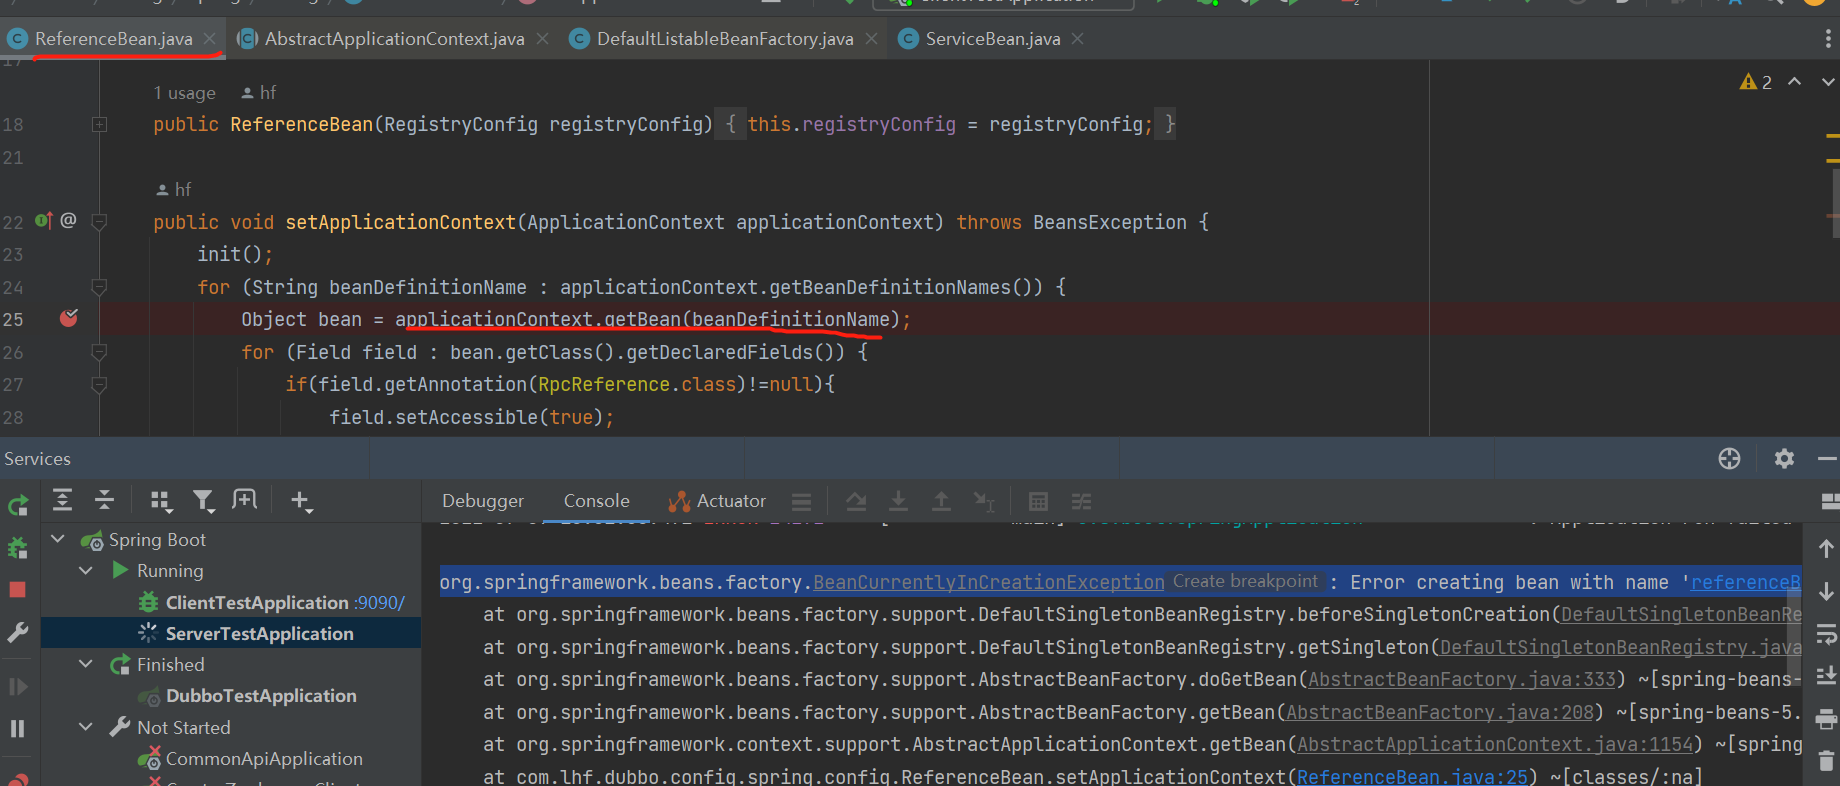 ReferenceBean.java
AbstractApplicationContext.java
DefaultListableBeanFactory.java
ServiceBean.java
17
1 usage hf
2
18 public ReferenceBean(RegistryConfig registryConfig) { this.registryConfig = registryConfig; }
21
hf
22 @ public void setApplicationContext(ApplicationContext applicationContext) throws BeansException {
23 init();
24 for (String beanDefinitionName : applicationContext.getBeanDefinitionNames()) {
25 Object bean = applicationContext.getBean(beanDefinitionName);
26 for (Field field : bean.getClass().getDeclaredFields()) {
27 if(field.getAnnotation(RpcReference.class)!=null){
28 field.setAccessible(true);
Services
Debugger Console Actuator
Spring Boot
Running
ClientTestApplication :9090/
ServerTestApplication
Finished
DubboTestApplication
Not Started
CommonApiApplication
org.springframework.beans.factory.BeanCurrentlyInCreationException Create breakpoint : Error creating bean with name 'referenceB
at org.springframework.beans.factory.support.DefaultSingletonBeanRegistry.beforeSingletonCreation(DefaultSingletonBeanRe
at org.springframework.beans.factory.support.DefaultSingletonBeanRegistry.getSingleton(DefaultSingletonBeanRegistry.java
at org.springframework.beans.factory.support.AbstractBeanFactory.doGetBean(AbstractBeanFactory.java:333) ~[spring-beans-
at org.springframework.beans.factory.support.AbstractBeanFactory.getBean(AbstractBeanFactory.java:208) ~[spring-beans-5.
at org.springframework.context.support.AbstractApplicationContext.getBean(AbstractApplicationContext.java:1154) ~[spring
at com.lhf.dubbo.config.spring.config.ReferenceBean.setApplicationContext(ReferenceBean.java:25) ~[classes/:na]